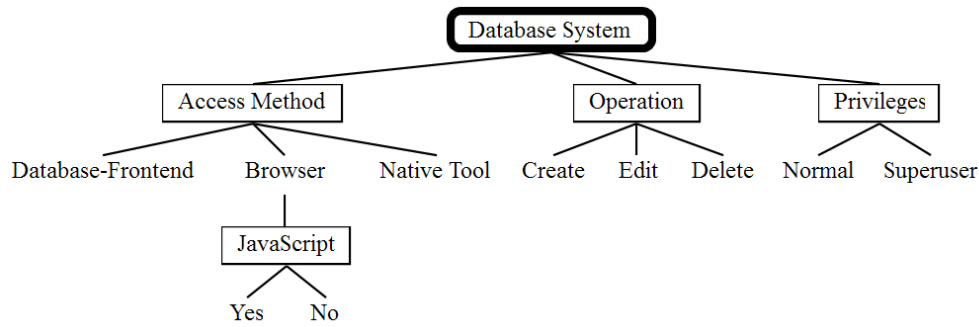 Database System
Access Method
Operation
Privileges
Database-Frontend
Browser
Native Tool
Create
Edit
Delete
Normal
Superuser
JavaScript
Yes
No